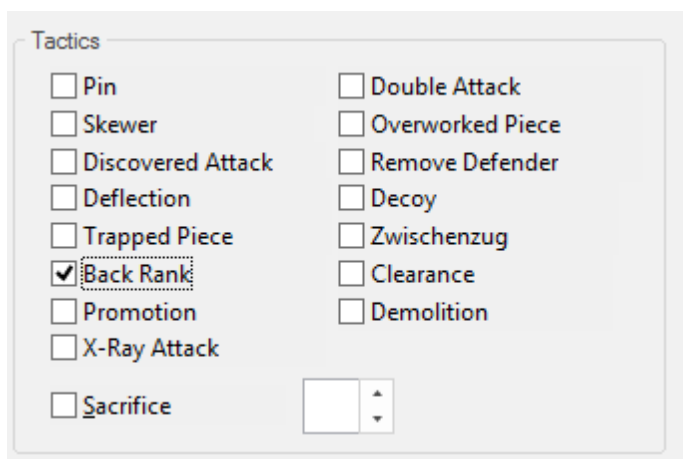 Tactics
Pin
Skewer
Discovered Attack
Deflection
Trapped Piece
Back Rank
Promotion
X-Ray Attack
Double Attack
Overworked Piece
Remove Defender
Decoy
Zwischenzug
Clearance
Demolition
Sacrifice